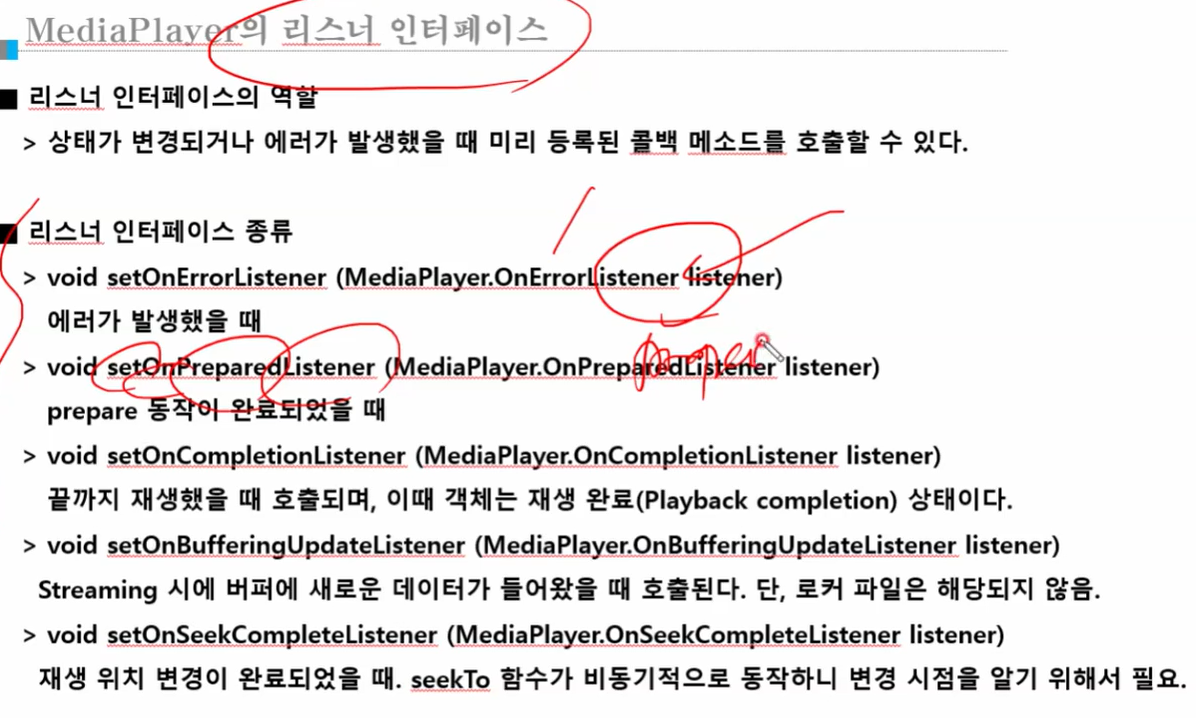 MediaPlayer의 리스너 인터페이스
■ 리스너 인터페이스의 역할
> 상태가 변경되거나 에러가 발생했을 때 미리 등록된 콜백 메소드를 호출할 수 있다.
■ 리스너 인터페이스 종류
> void setOnErrorListener (MediaPlayer.OnErrorListener listener)
에러가 발생했을 때
> void setOnPreparedListener (MediaPlayer.OnPreparedListener listener)
prepare 동작이 완료되었을 때
> void setOnCompletionListener (MediaPlayer.OnCompletionListener listener)
끝까지 재생했을 때 호출되며, 이때 객체는 재생 완료(Playback completion) 상태이다.
> void setOnBufferingUpdateListener (MediaPlayer.OnBufferingUpdateListener listener)
Streaming 시에 버퍼에 새로운 데이터가 들어왔을 때 호출된다. 단, 로커 파일은 해당되지 않음.
> void setOnSeekCompleteListener (MediaPlayer.OnSeekCompleteListener listener)
재생 위치 변경이 완료되었을 때. seekTo 함수가 비동기적으로 동작하니 변경 시점을 알기 위해서 필요.